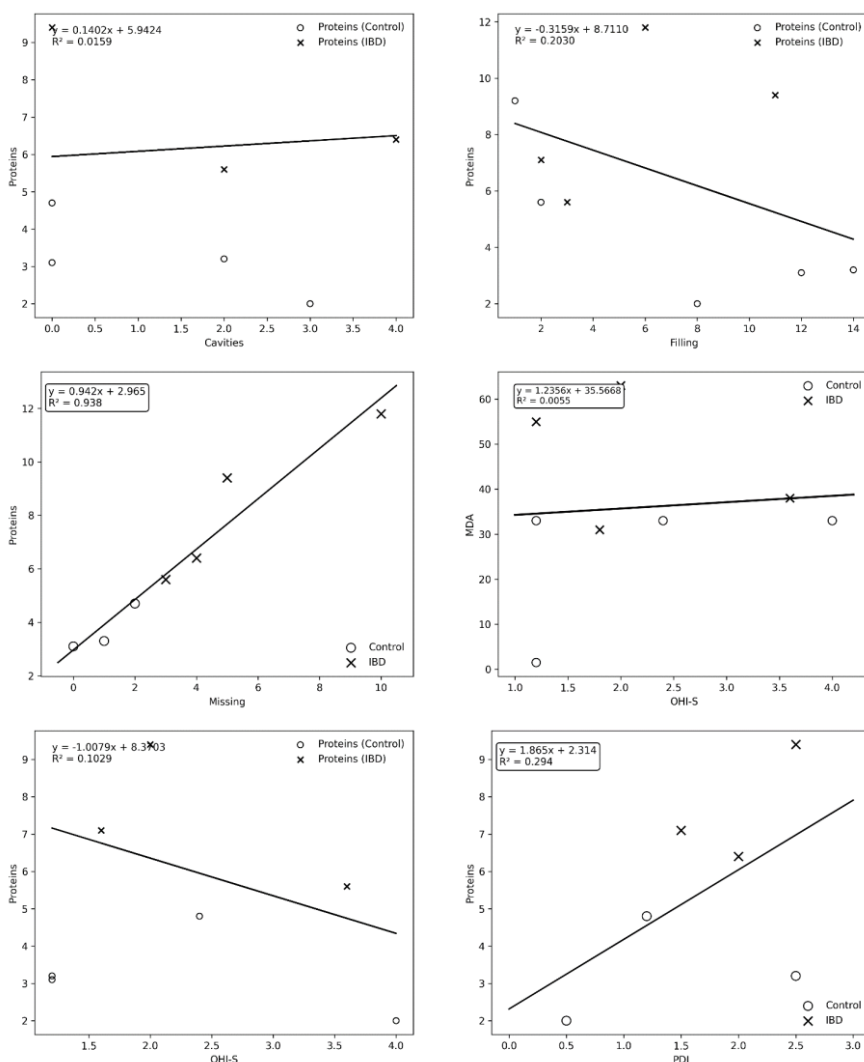 y = 0.1402x + 5.9424
R² = 0.0159
Proteins (Control)
Proteins (IBD)
9
8
7
6
5
4
3
2
Proteins
0.0 0.5 1.0 1.5 2.0 2.5 3.0 3.5 4.0
Cavities
y = -0.3159x + 8.7110
R² = 0.2030
Proteins (Control)
Proteins (IBD)
12
10
8
6
4
2
Proteins
2 4 6 8 10 12 14
Filling
y = 0.942x + 2.965
R² = 0.938
12
10
8
6
4
2
Proteins
Control
IBD
0 2 4 6 8 10
Missing
y = 1.2356x + 35.5668
R² = 0.0055
Control
IBD
60
50
40
30
20
10
0
MDA
1.0 1.5 2.0 2.5 3.0 3.5 4.0
OHI-S
y = -1.0079x + 8.3703
R² = 0.1029
Proteins (Control)
Proteins (IBD)
9
8
7
6
5
4
3
2
Proteins
1.5 2.0 2.5 3.0 3.5 4.0
OHI-S
y = 1.865x + 2.314
R² = 0.294
9
8
7
6
5
4
3
2
Proteins
Control
IBD
0.0 0.5 1.0 1.5 2.0 2.5 3.0
PDI